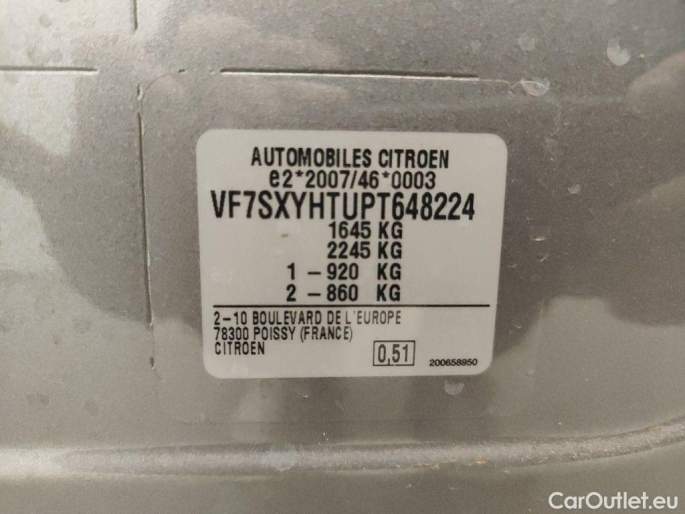 AUTOMOBILES CITROEN
e2*2007/46*0003
VF7SXYHTUPT648224
1645 KG
2245 KG
1 – 920 KG
2 – 860 KG
2–10 BOULEVARD DE L'EUROPE
78300 POISSY (FRANCE)
CITROEN
0,51
200658950
CarOutlet.eu